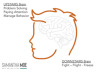 UPSTAIRS Brain:
Problem Solving
Paying Attention
Manage Behavior
DOWNSTAIRS Brain:
Fight – Flight – Freeze